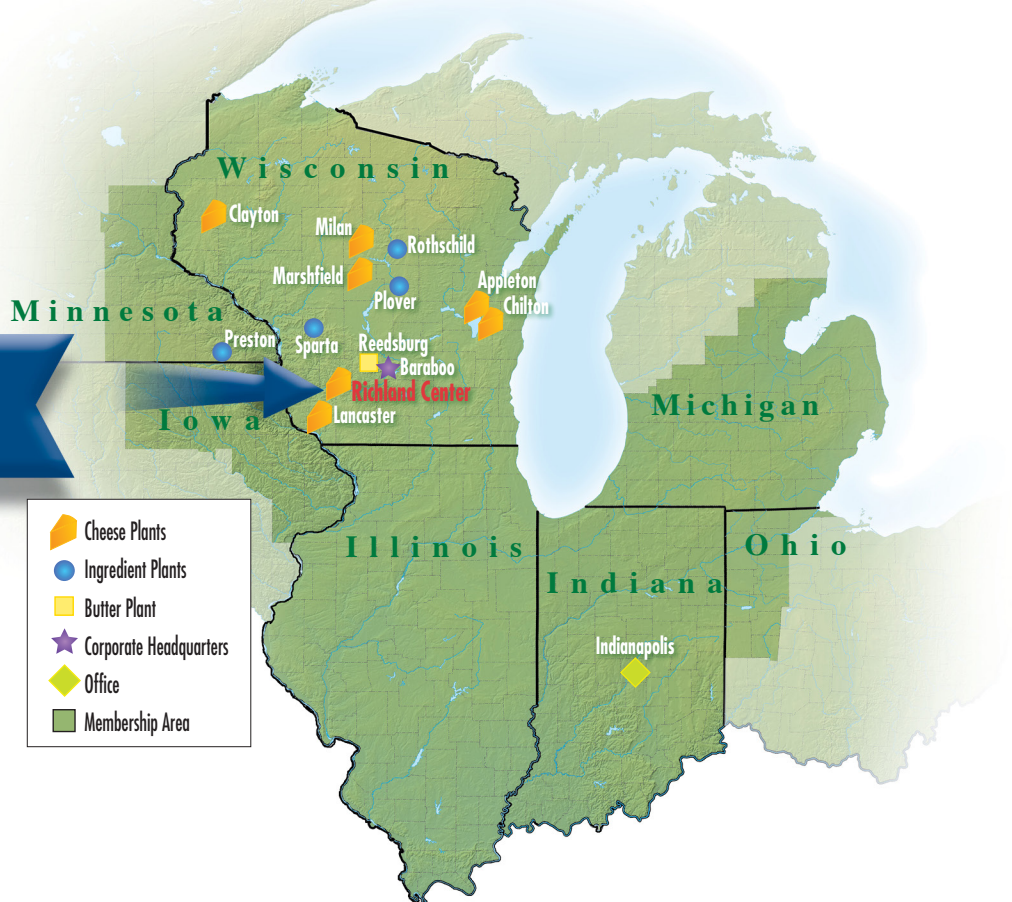 Wisconsin
Clayton
Milan
Rothschild
Marshfield
Appleton
Plover
Chilton
Minnesota
Preston
Sparta
Reedsburg
Baraboo
Richland Center
Michigan
Lancaster
Iowa
Cheese Plants
Ingredient Plants
Butter Plant
Corporate Headquarters
Office
Membership Area
Illinois
Ohio
Indiana
Indianapolis